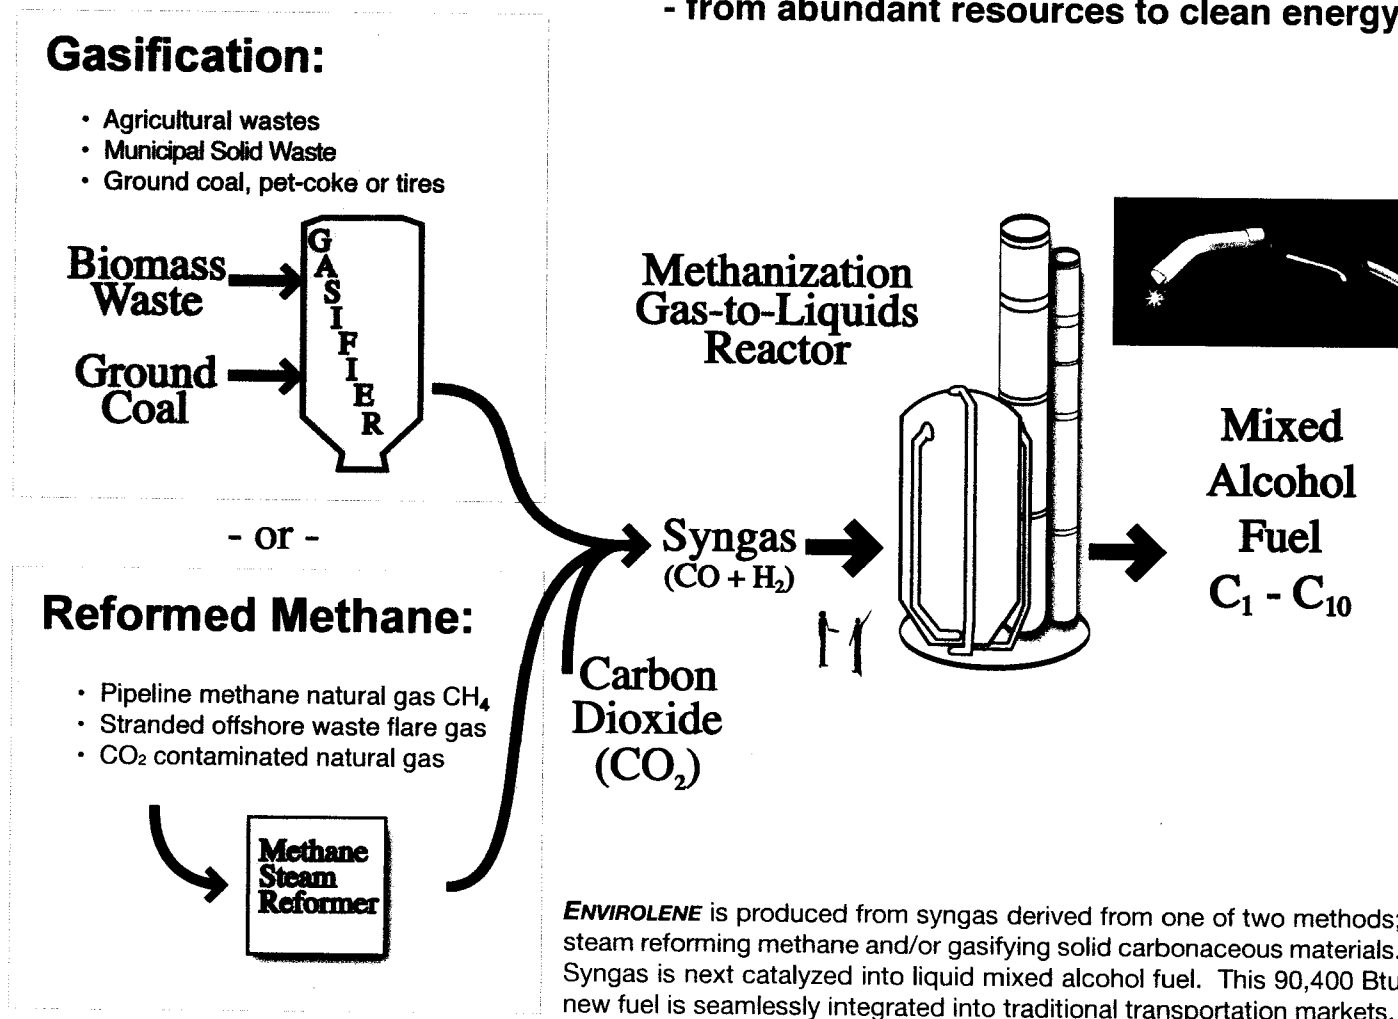 - from abundant resources to clean energy
Gasification:
• Agricultural wastes
• Municipal Solid Waste
• Ground coal, pet-coke or tires
Biomass
Waste
Ground
Coal
GASIFIER
- or -
Reformed Methane:
• Pipeline methane natural gas CH₄
• Stranded offshore waste flare gas
• CO₂ contaminated natural gas
Methane
Steam
Reformer
Syngas
(CO + H₂)
Carbon
Dioxide
(CO₂)
Methanization
Gas-to-Liquids
Reactor
Mixed
Alcohol
Fuel
C₁ - C₁₀
ENVIROLENE is produced from syngas derived from one of two methods;
steam reforming methane and/or gasifying solid carbonaceous materials.
Syngas is next catalyzed into liquid mixed alcohol fuel. This 90,400 Btu
new fuel is seamlessly integrated into traditional transportation markets.